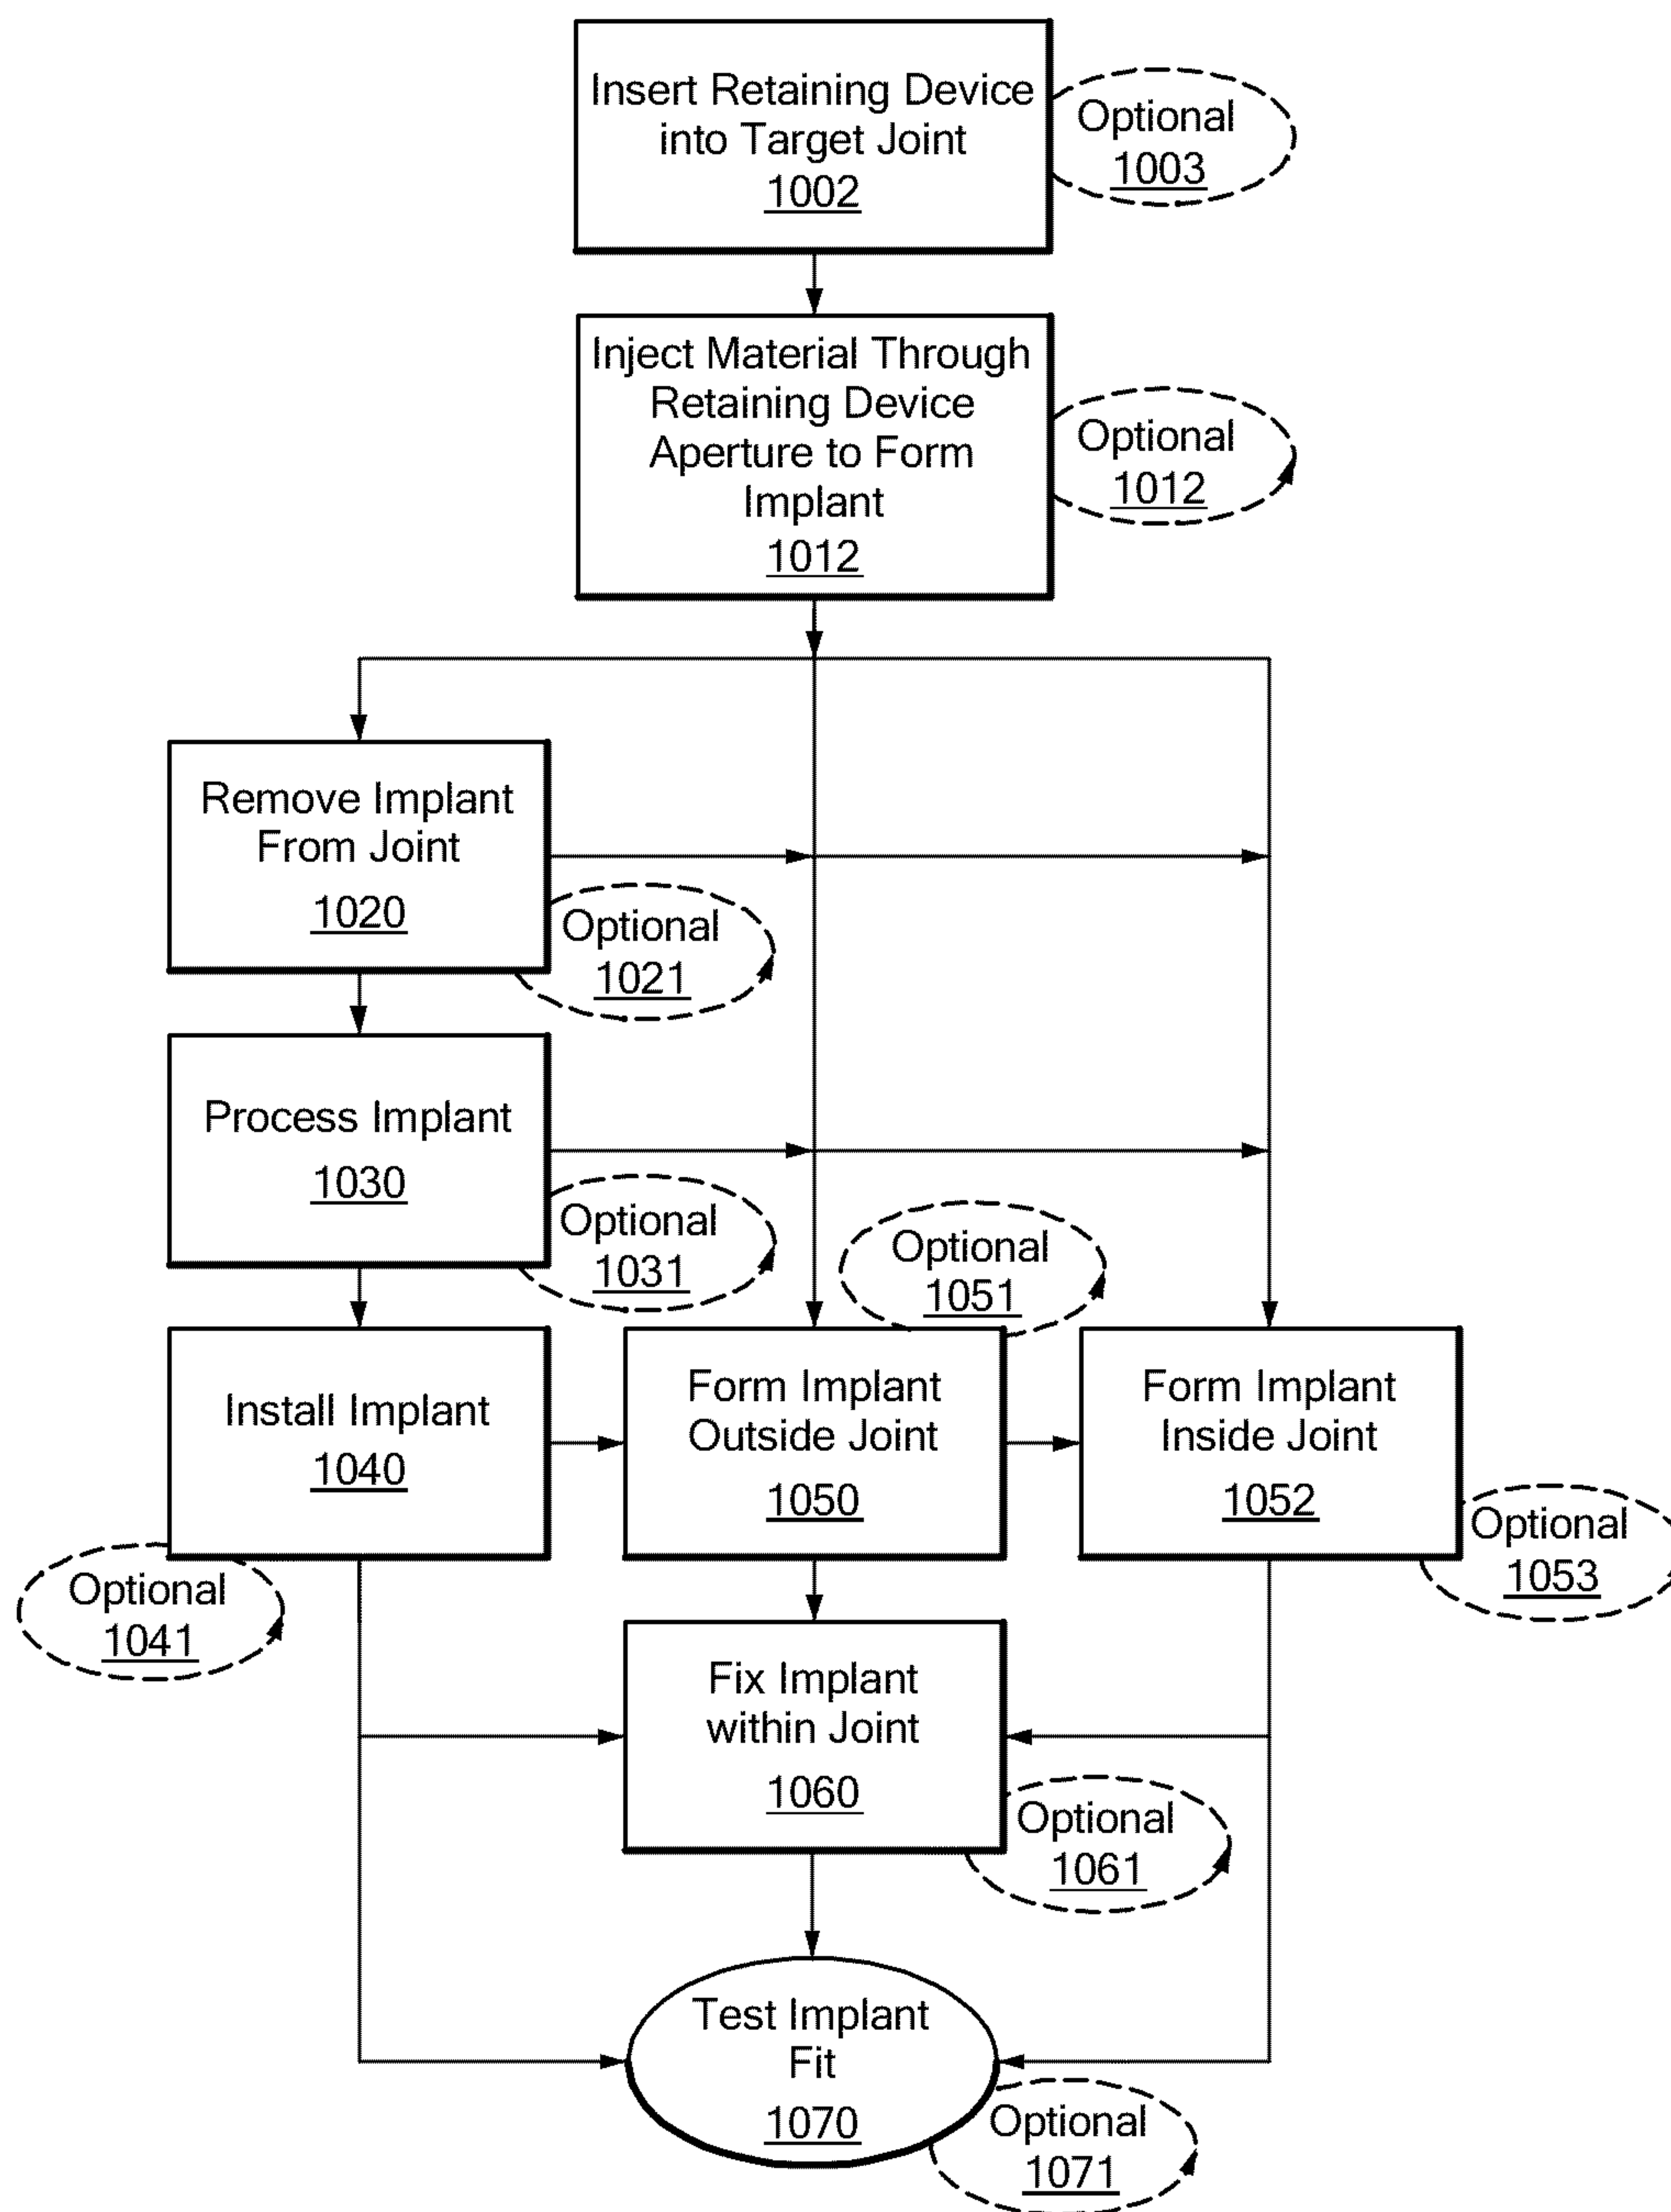 Insert Retaining Device
into Target Joint
1002
Optional
1003
Inject Material Through
Retaining Device
Aperture to Form
Implant
1012
Optional
1012
Remove Implant
From Joint
1020
Optional
1021
Process Implant
1030
Optional
1031
Optional
1051
Install Implant
1040
Optional
1041
Form Implant
Outside Joint
1050
Form Implant
Inside Joint
1052
Optional
1053
Fix Implant
within Joint
1060
Optional
1061
Test Implant
Fit
1070
Optional
1071